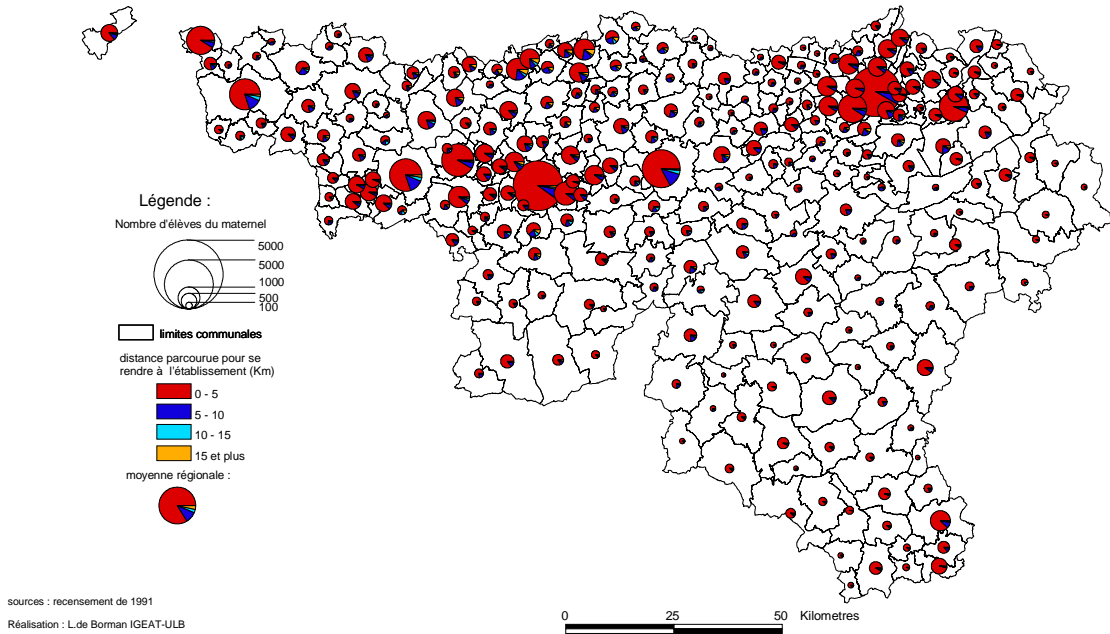 Légende :
Nombre d'élèves du maternel
5000
5000
1000
500
100
limites communales
distance parcourue pour se
rendre à l'établissement (Km)
0 - 5
5 - 10
10 - 15
15 et plus
moyenne régionale :
sources : recensement de 1991
Réalisation : L.de Borman IGEAT-ULB
0 25 50 Kilometres